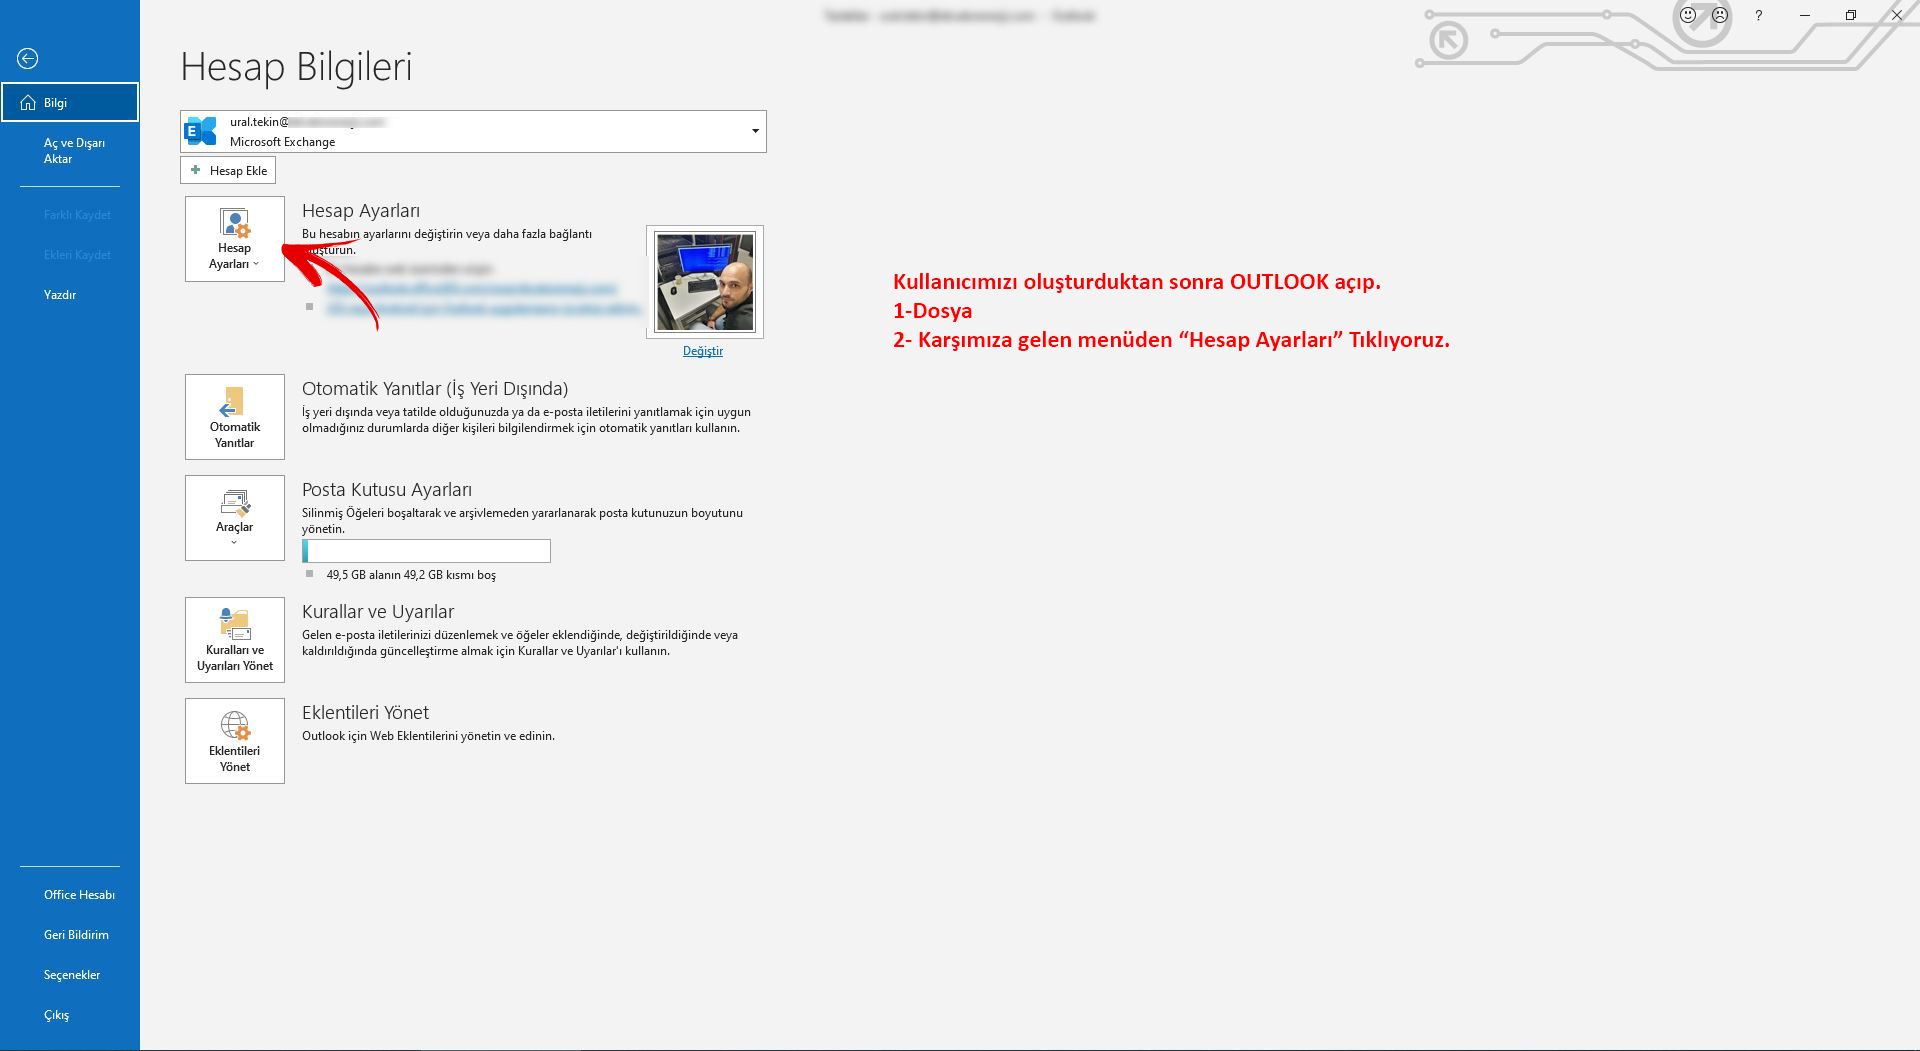 Hesap Bilgileri
Bilgi
Aç ve Dışarı
Aktar
Farklı Kaydet
Ekleri Kaydet
Yazdır
Office Hesabı
Geri Bildirim
Seçenekler
Çıkış
?
ural.tekin@
Microsoft Exchange
Hesap Ekle
Hesap
Ayarları
Hesap Ayarları
Bu hesabın ayarlarını değiştirin veya daha fazla bağlantı
Değiştir
Otomatik
Yanıtlar
Otomatik Yanıtlar (İş Yeri Dışında)
İş yeri dışında veya tatilde olduğunuzda ya da e-posta iletilerini yanıtlamak için uygun
olmadığınız durumlarda diğer kişileri bilgilendirmek için otomatik yanıtları kullanın.
Araçlar
Posta Kutusu Ayarları
Silinmiş Öğeleri boşaltarak ve arşivlemeden yararlanarak posta kutunuzun boyutunu
yönetin.
49,5 GB alanın 49,2 GB kısmı boş
Kuralları ve
Uyarıları Yönet
Kurallar ve Uyarılar
Gelen e-posta iletilerinizi düzenlemek ve öğeler eklendiğinde, değiştirildiğinde veya
kaldırıldığında güncelleştirme almak için Kurallar ve Uyarılar'ı kullanın.
Eklentileri
Yönet
Eklentileri Yönet
Outlook için Web Eklentilerini yönetin ve edinin.
Kullanıcımızı oluşturduktan sonra OUTLOOK açıp.
1-Dosya
2- Karşımıza gelen menüden “Hesap Ayarları” Tıklıyoruz.